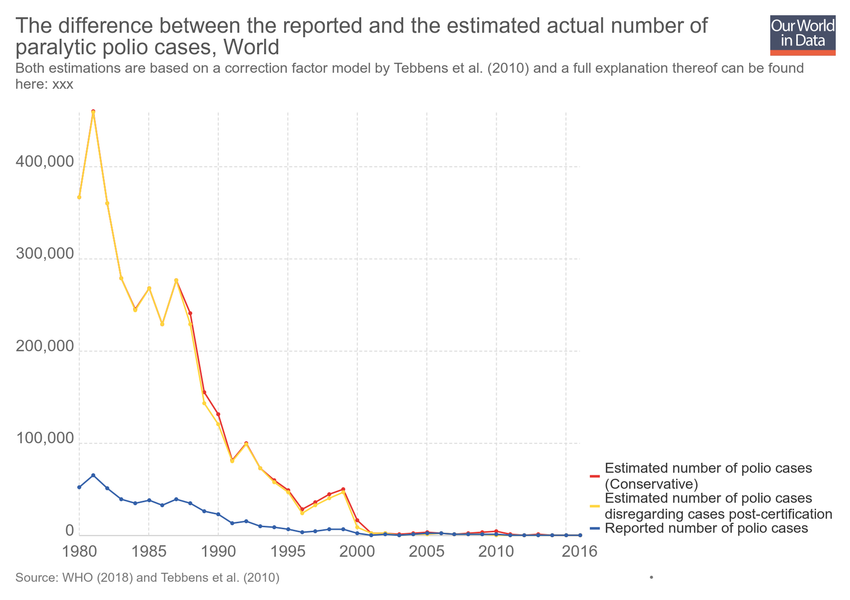 The difference between the reported and the estimated actual number of
paralytic polio cases, World
Our World
in Data
Both estimations are based on a correction factor model by Tebbens et al. (2010) and a full explanation thereof can be found
here: xxx
400,000
300,000
200,000
100,000
0
1980
1985
1990
1995
2000
2005
2010
2016
Estimated number of polio cases
(Conservative)
Estimated number of polio cases
disregarding cases post-certification
Reported number of polio cases
Source: WHO (2018) and Tebbens et al. (2010)